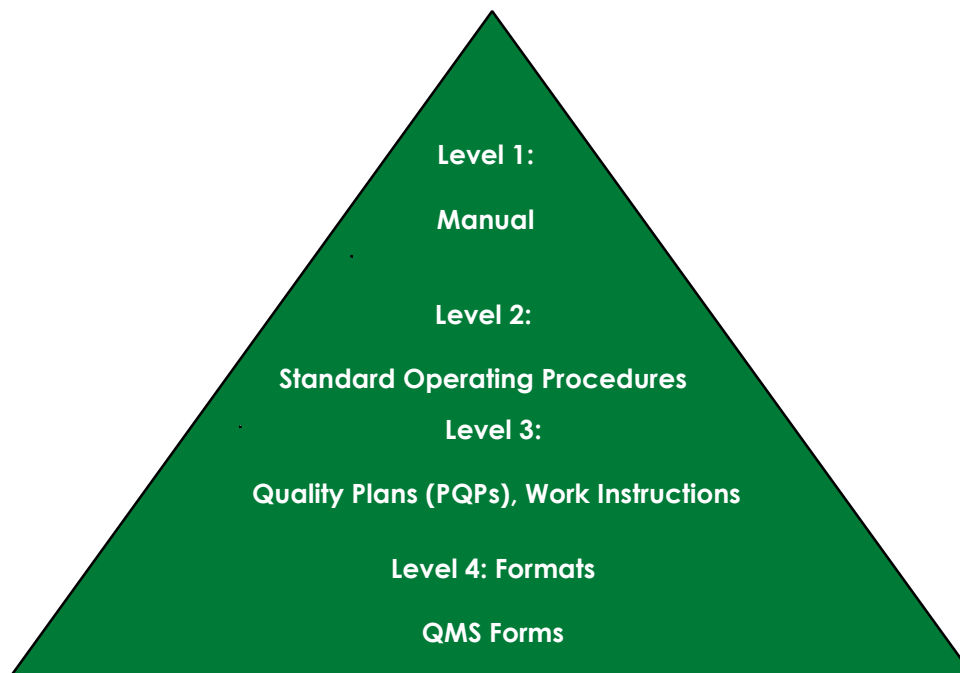 Level 1:
Manual
Level 2:
Standard Operating Procedures
Level 3:
Quality Plans (PQPs), Work Instructions
Level 4: Formats
QMS Forms